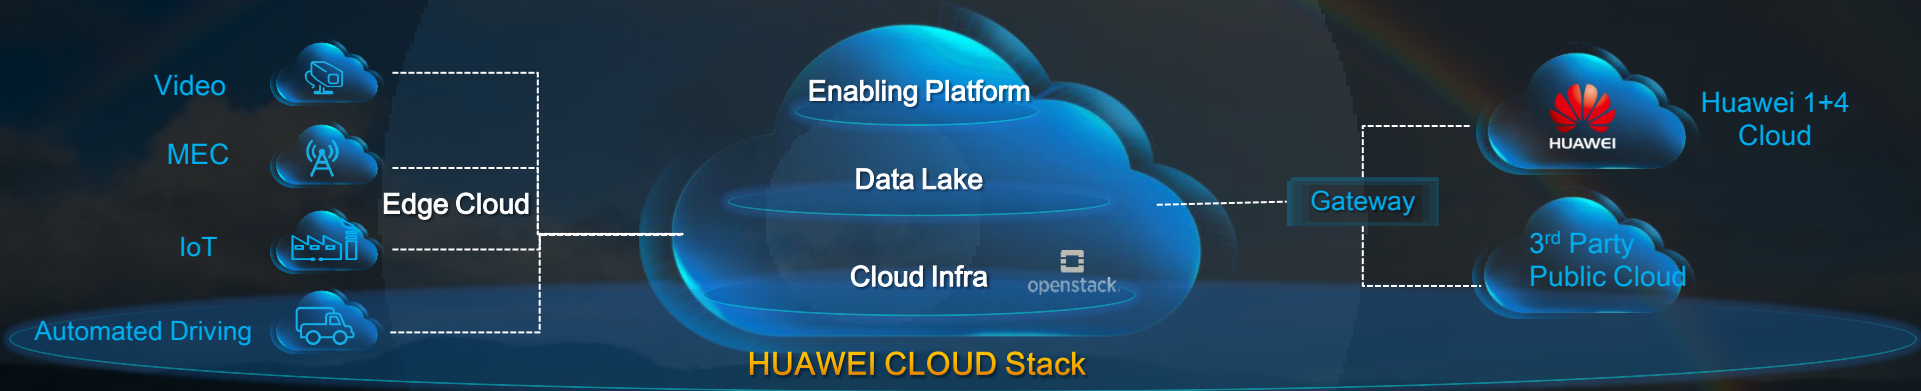 Video
MEC
Edge Cloud
IoT
Automated Driving
Enabling Platform
Data Lake
Cloud Infra
openstack.
HUAWEI CLOUD Stack
Gateway
HUAWEI
Huawei 1+4
Cloud
3rd Party
Public Cloud